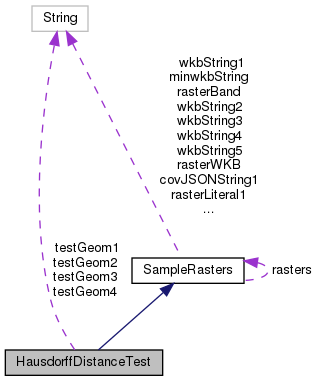 String
wkbString1
minwkbString
rasterBand
wkbString2
wkbString3
wkbString4
wkbString5
rasterWKB
covJSONString1
rasterLiteral1
...
testGeom1
testGeom2
testGeom3
testGeom4
SampleRasters
rasters
HausdorffDistanceTest